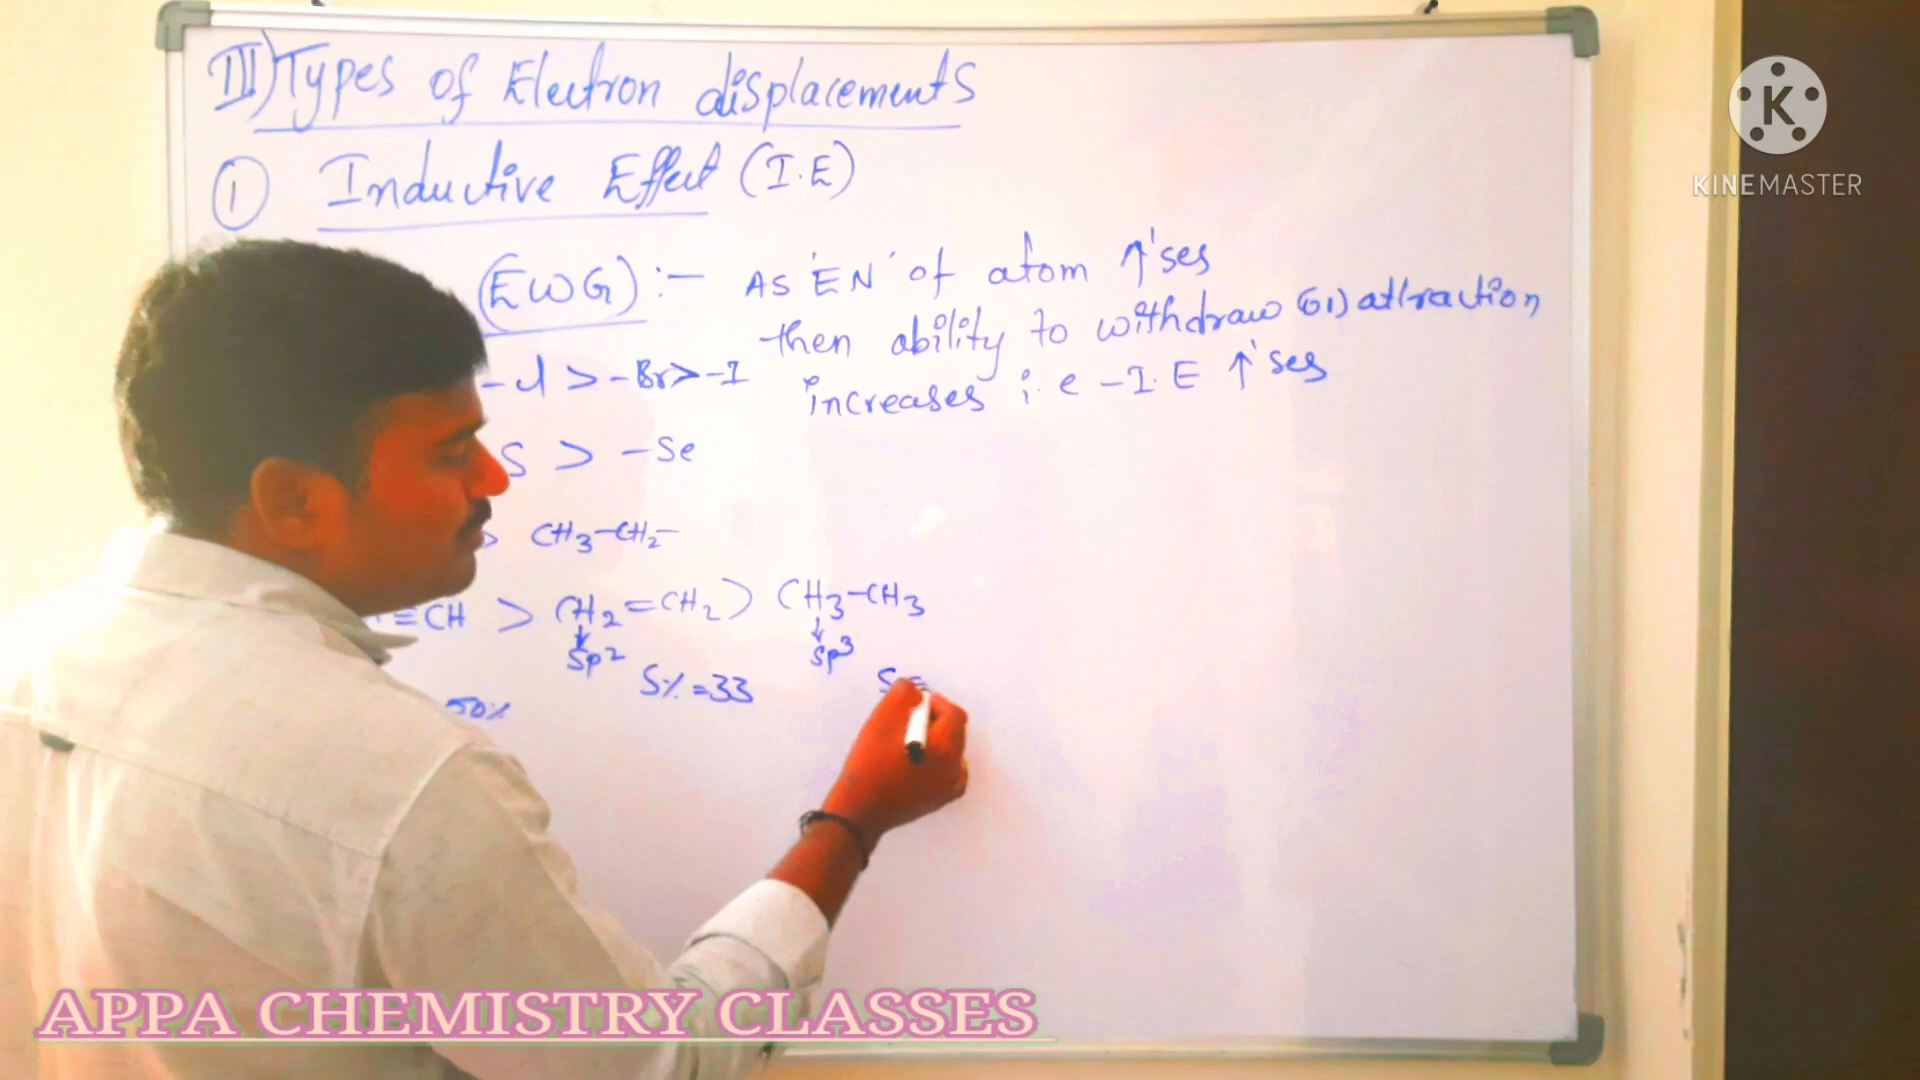 III) Types of Electron displacements
1 Inductive Effect (I.E)
(EWG) :- As 'EN' of atom ↑'ses
then ability to withdraw (or) attraction
increases i.e -I.E ↑'ses
-Cl > -Br > -I
S > -Se
> CH3-CH2-
≡CH > CH2=CH2 > CH3-CH3
↓ ↓
Sp2 Sp3
S% = 33 S=
50%
K
KINEMASTER
APPA CHEMISTRY CLASSES